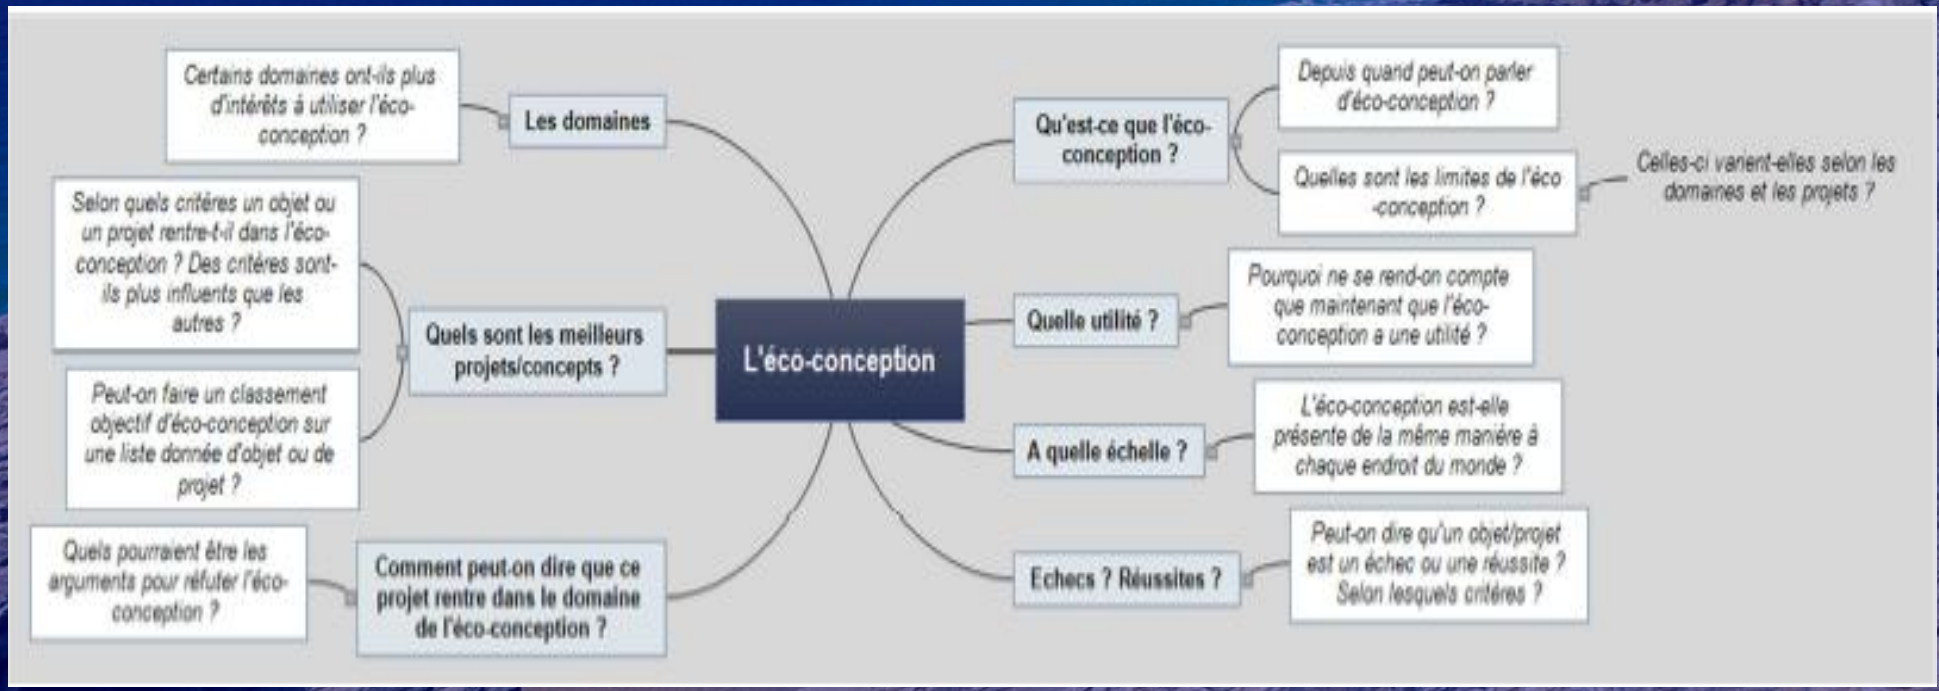 L'éco-conception
Les domaines
Certains domaines ont-ils plus
d'intérêts à utiliser l'éco-
conception ?
Quels sont les meilleurs
projets/concepts ?
Selon quels critères un objet ou
un projet rentre-t-il dans l'éco-
conception ? Des critères sont-
ils plus influents que les
autres ?
Peut-on faire un classement
objectif d'éco-conception sur
une liste donnée d'objet ou de
projet ?
Comment peut-on dire que ce
projet rentre dans le domaine
de l'éco-conception ?
Quels pourraient être les
arguments pour réfuter l'éco-
conception ?
Qu'est-ce que l'éco-
conception ?
Depuis quand peut-on parler
d'éco-conception ?
Quelles sont les limites de l'éco
-conception ?
Celles-ci varient-elles selon les
domaines et les projets ?
Quelle utilité ?
Pourquoi ne se rend-on compte
que maintenant que l'éco-
conception a une utilité ?
A quelle échelle ?
L'éco-conception est-elle
présente de la même manière à
chaque endroit du monde ?
Echecs ? Réussites ?
Peut-on dire qu'un objet/projet
est un échec ou une réussite ?
Selon lesquels critères ?